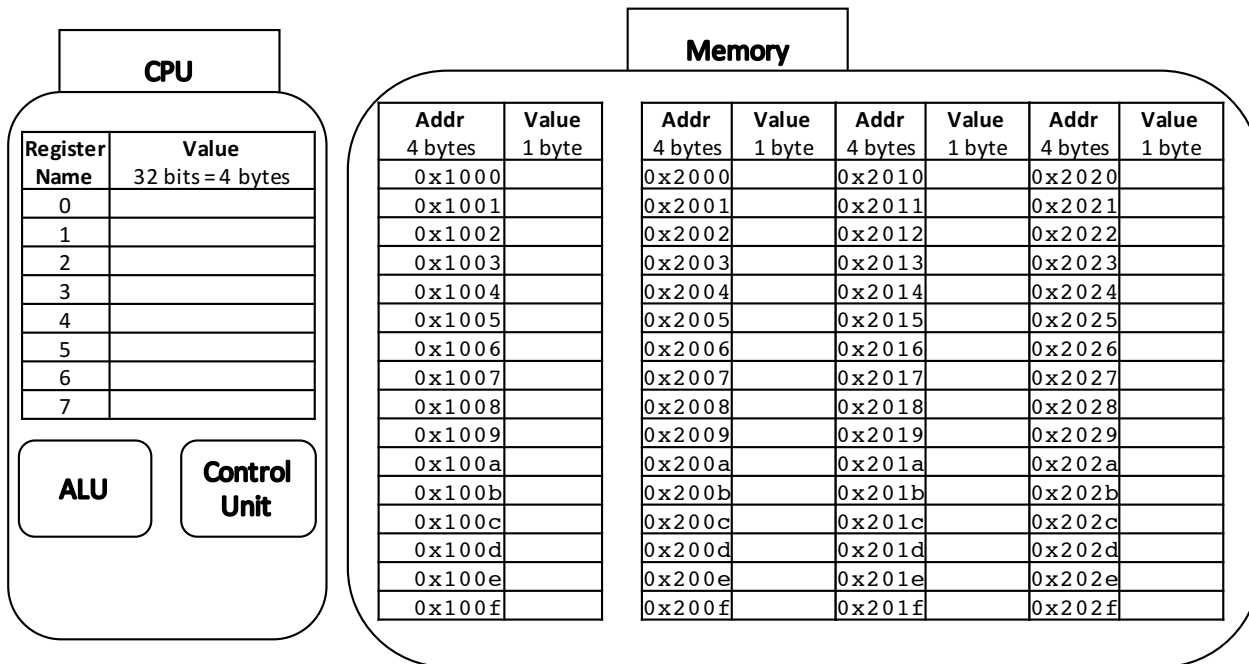 CPU
Register Value
Name 32 bits = 4 bytes
0
1
2
3
4
5
6
7
ALU
Control
Unit
Memory
Addr Value
4 bytes 1 byte
0x1000
0x1001
0x1002
0x1003
0x1004
0x1005
0x1006
0x1007
0x1008
0x1009
0x100a
0x100b
0x100c
0x100d
0x100e
0x100f
Addr Value Addr Value Addr Value
4 bytes 1 byte 4 bytes 1 byte 4 bytes 1 byte
0x2000 0x2010 0x2020
0x2001 0x2011 0x2021
0x2002 0x2012 0x2022
0x2003 0x2013 0x2023
0x2004 0x2014 0x2024
0x2005 0x2015 0x2025
0x2006 0x2016 0x2026
0x2007 0x2017 0x2027
0x2008 0x2018 0x2028
0x2009 0x2019 0x2029
0x200a 0x201a 0x202a
0x200b 0x201b 0x202b
0x200c 0x201c 0x202c
0x200d 0x201d 0x202d
0x200e 0x201e 0x202e
0x200f 0x201f 0x202f